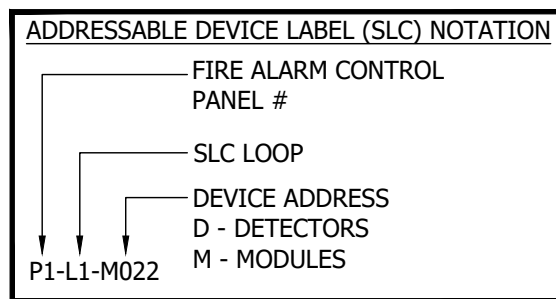 ADDRESSABLE DEVICE LABEL (SLC) NOTATION
FIRE ALARM CONTROL
PANEL #
SLC LOOP
DEVICE ADDRESS
D - DETECTORS
M - MODULES
P1-L1-M022